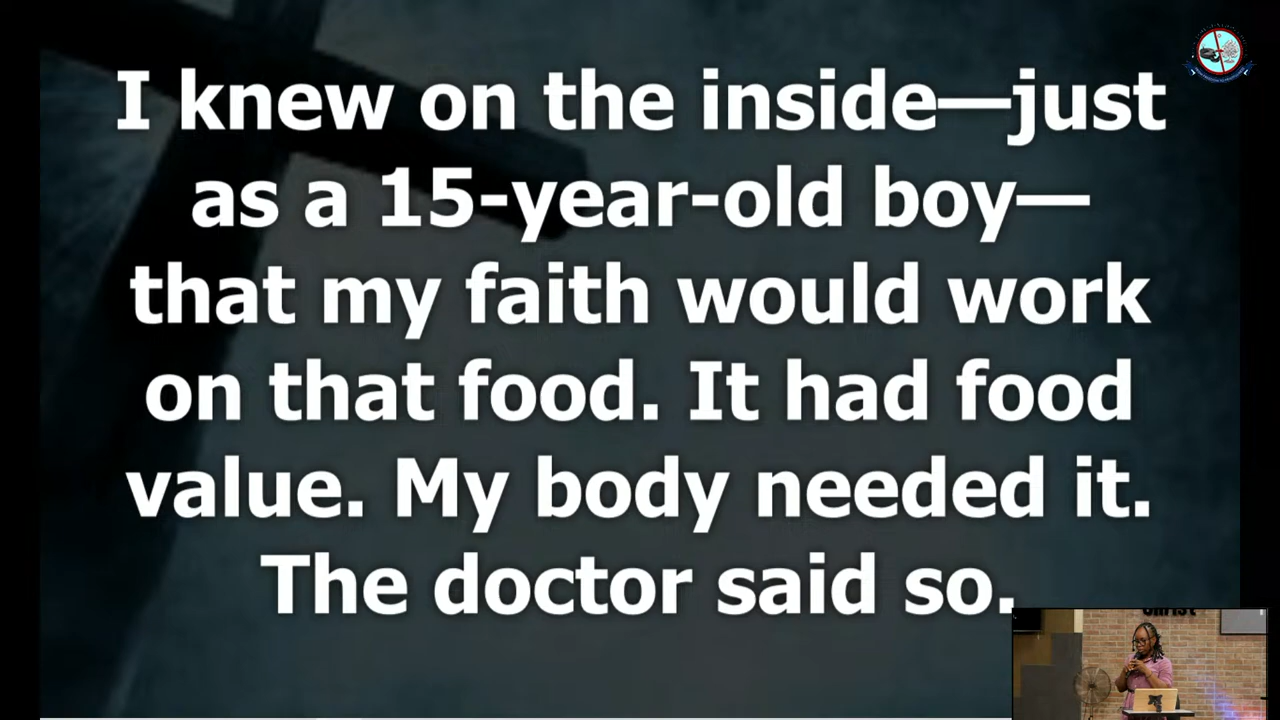 I knew on the inside—just
as a 15-year-old boy—
that my faith would work
on that food. It had food
value. My body needed it.
The doctor said so.